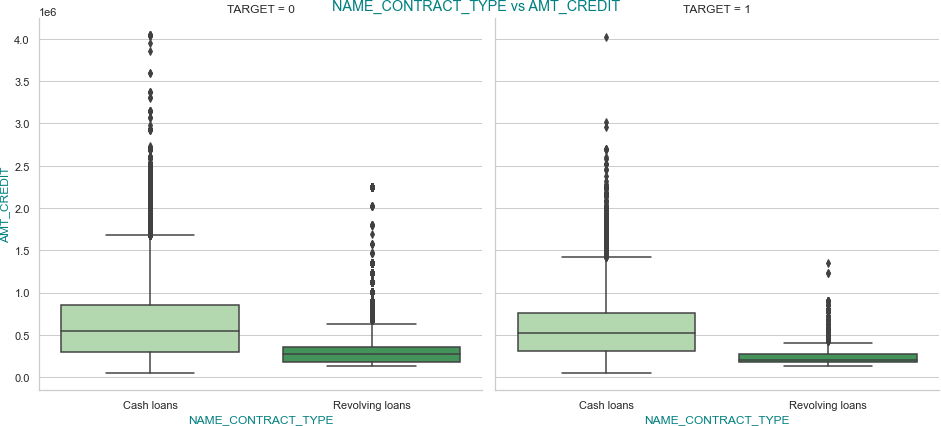 NAME_CONTRACT_TYPE vs AMT_CREDIT
TARGET = 0
TARGET = 1
1e6
4.0
3.5
3.0
2.5
2.0
1.5
1.0
0.5
0.0
AMT_CREDIT
Cash loans
Revolving loans
Cash loans
Revolving loans
NAME_CONTRACT_TYPE
NAME_CONTRACT_TYPE